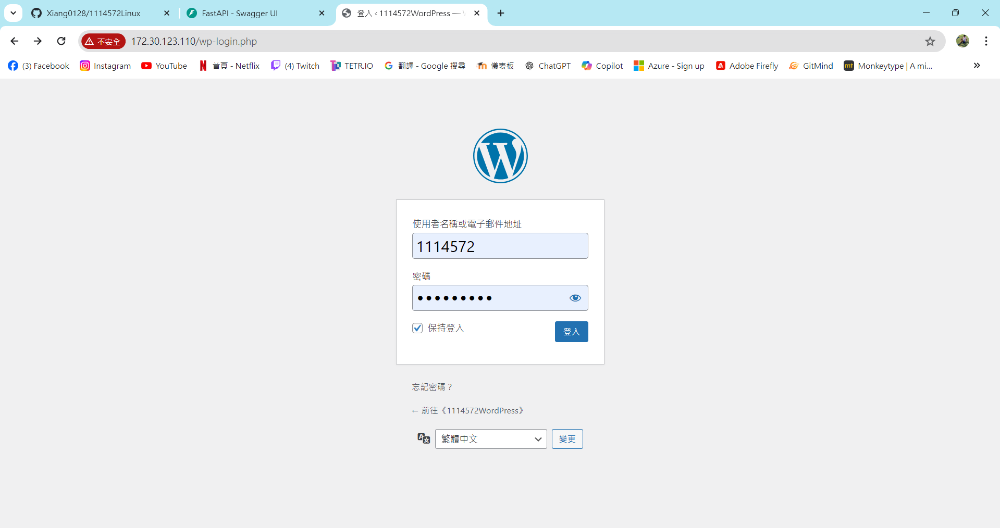 Xiang0128/1114572Linux
FastAPI - Swagger UI
登入 ‹ 1114572WordPress —
不安全
172.30.123.110/wp-login.php
(3) Facebook
Instagram
YouTube
首頁 - Netflix
(4) Twitch
TETR.IO
翻譯 - Google 搜尋
儀表板
ChatGPT
Copilot
Azure - Sign up
Adobe Firefly
GitMind
mt
Monkeytype | A mi...
使用者名稱或電子郵件地址
1114572
密碼
保持登入
登入
忘記密碼？
← 前往《1114572WordPress》
繁體中文
變更